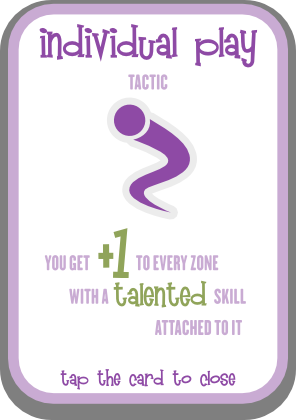 individual play
TACTIC
YOU GET +1 TO EVERY ZONE
WITH A talented SKILL
ATTACHED TO IT
tap the card to close